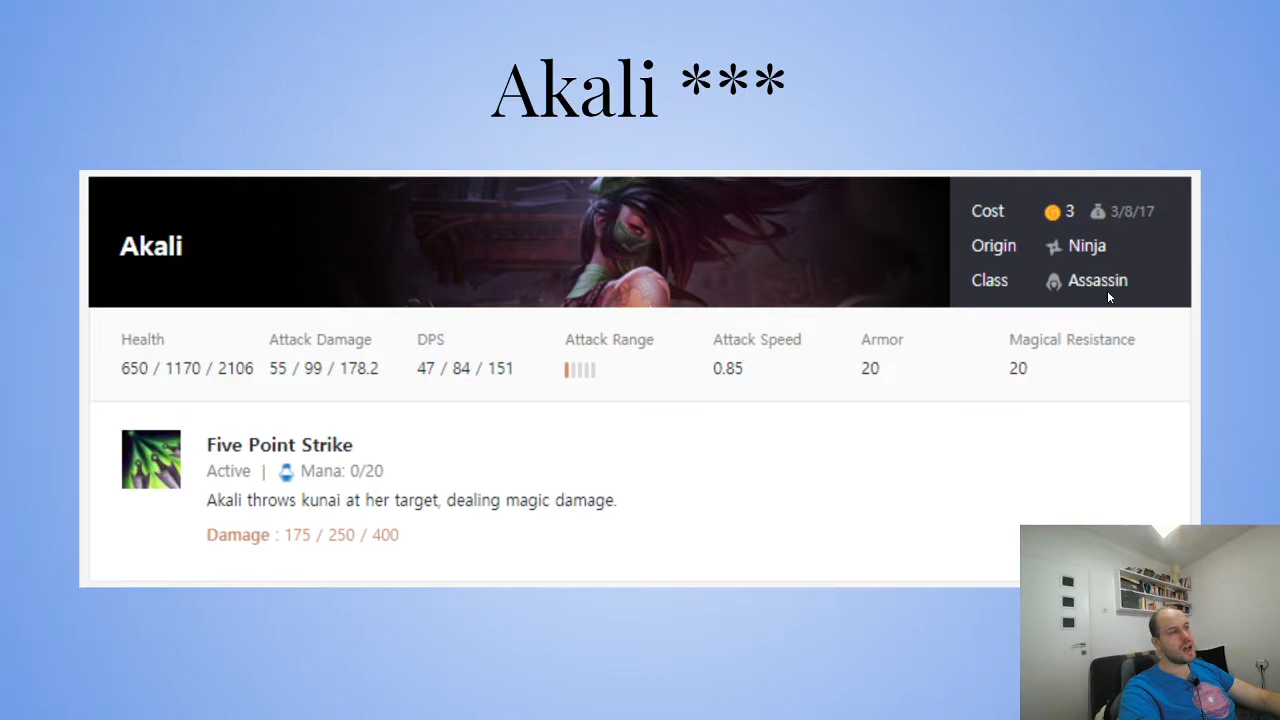 Akali ***
Akali
Cost 3 3/8/17
Origin Ninja
Class Assassin
Health Attack Damage DPS Attack Range Attack Speed Armor Magical Resistance
650 / 1170 / 2106 55 / 99 / 178.2 47 / 84 / 151 0.85 20 20
Five Point Strike
Active | Mana: 0/20
Akali throws kunai at her target, dealing magic damage.
Damage : 175 / 250 / 400